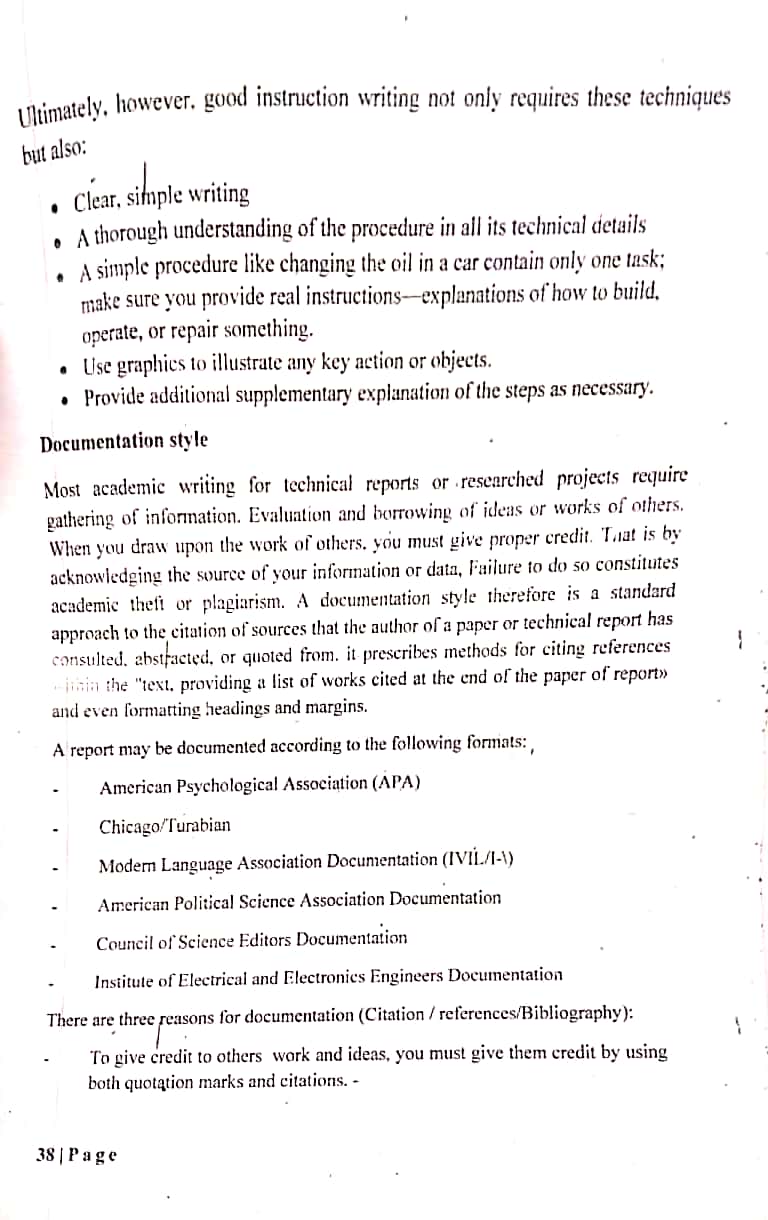 Ultimately, however, good instruction writing not only requires these techniques
but also:
• Clear, simple writing
• A thorough understanding of the procedure in all its technical details
• A simple procedure like changing the oil in a car contain only one task;
make sure you provide real instructions—explanations of how to build,
operate, or repair something.
• Use graphics to illustrate any key action or objects.
• Provide additional supplementary explanation of the steps as necessary.
Documentation style
Most academic writing for technical reports or researched projects require
gathering of information. Evaluation and borrowing of ideas or works of others.
When you draw upon the work of others, you must give proper credit. That is by
acknowledging the source of your information or data, Failure to do so constitutes
academic theft or plagiarism. A documentation style therefore is a standard
approach to the citation of sources that the author of a paper or technical report has
consulted, abstracted, or quoted from. it prescribes methods for citing references
the "text, providing a list of works cited at the end of the paper of report»
and even formatting headings and margins.
A report may be documented according to the following formats:
- American Psychological Association (APA)
- Chicago/Turabian
- Modern Language Association Documentation (IVIL/I-\)
- American Political Science Association Documentation
- Council of Science Editors Documentation
- Institute of Electrical and Electronics Engineers Documentation
There are three reasons for documentation (Citation / references/Bibliography):
- To give credit to others work and ideas, you must give them credit by using
both quotation marks and citations. -
38 | Page